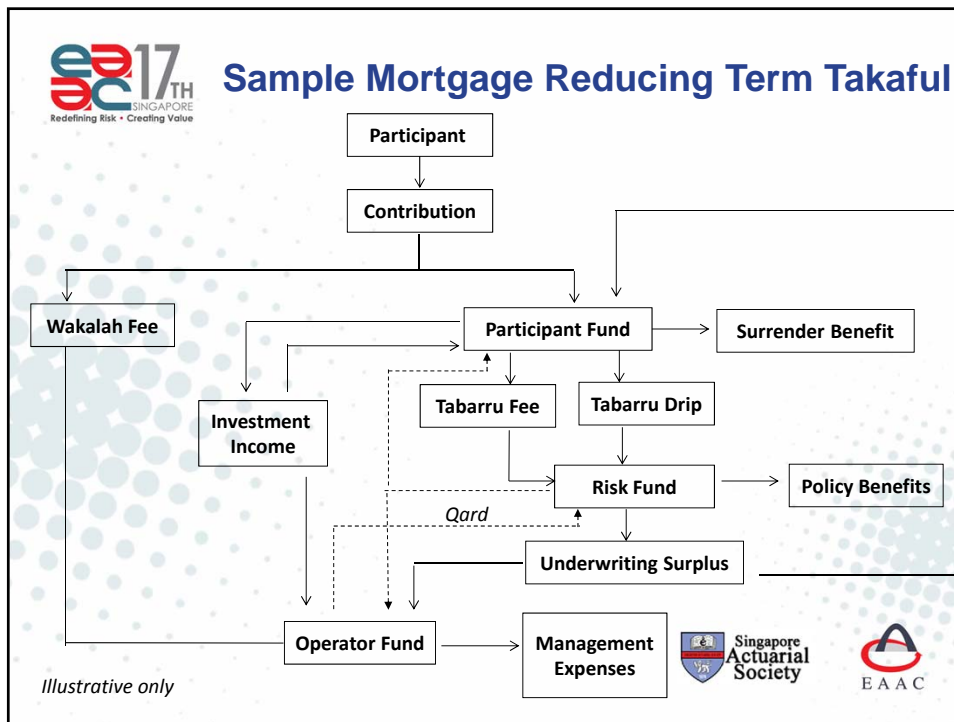 eaac 17TH
SINGAPORE
Redefining Risk • Creating Value
Sample Mortgage Reducing Term Takaful
Participant
Contribution
Wakalah Fee
Participant Fund
Surrender Benefit
Investment
Income
Tabarru Fee
Tabarru Drip
Risk Fund
Policy Benefits
Qard
Underwriting Surplus
Operator Fund
Management
Expenses
Singapore
Actuarial
Society
EAAC
Illustrative only